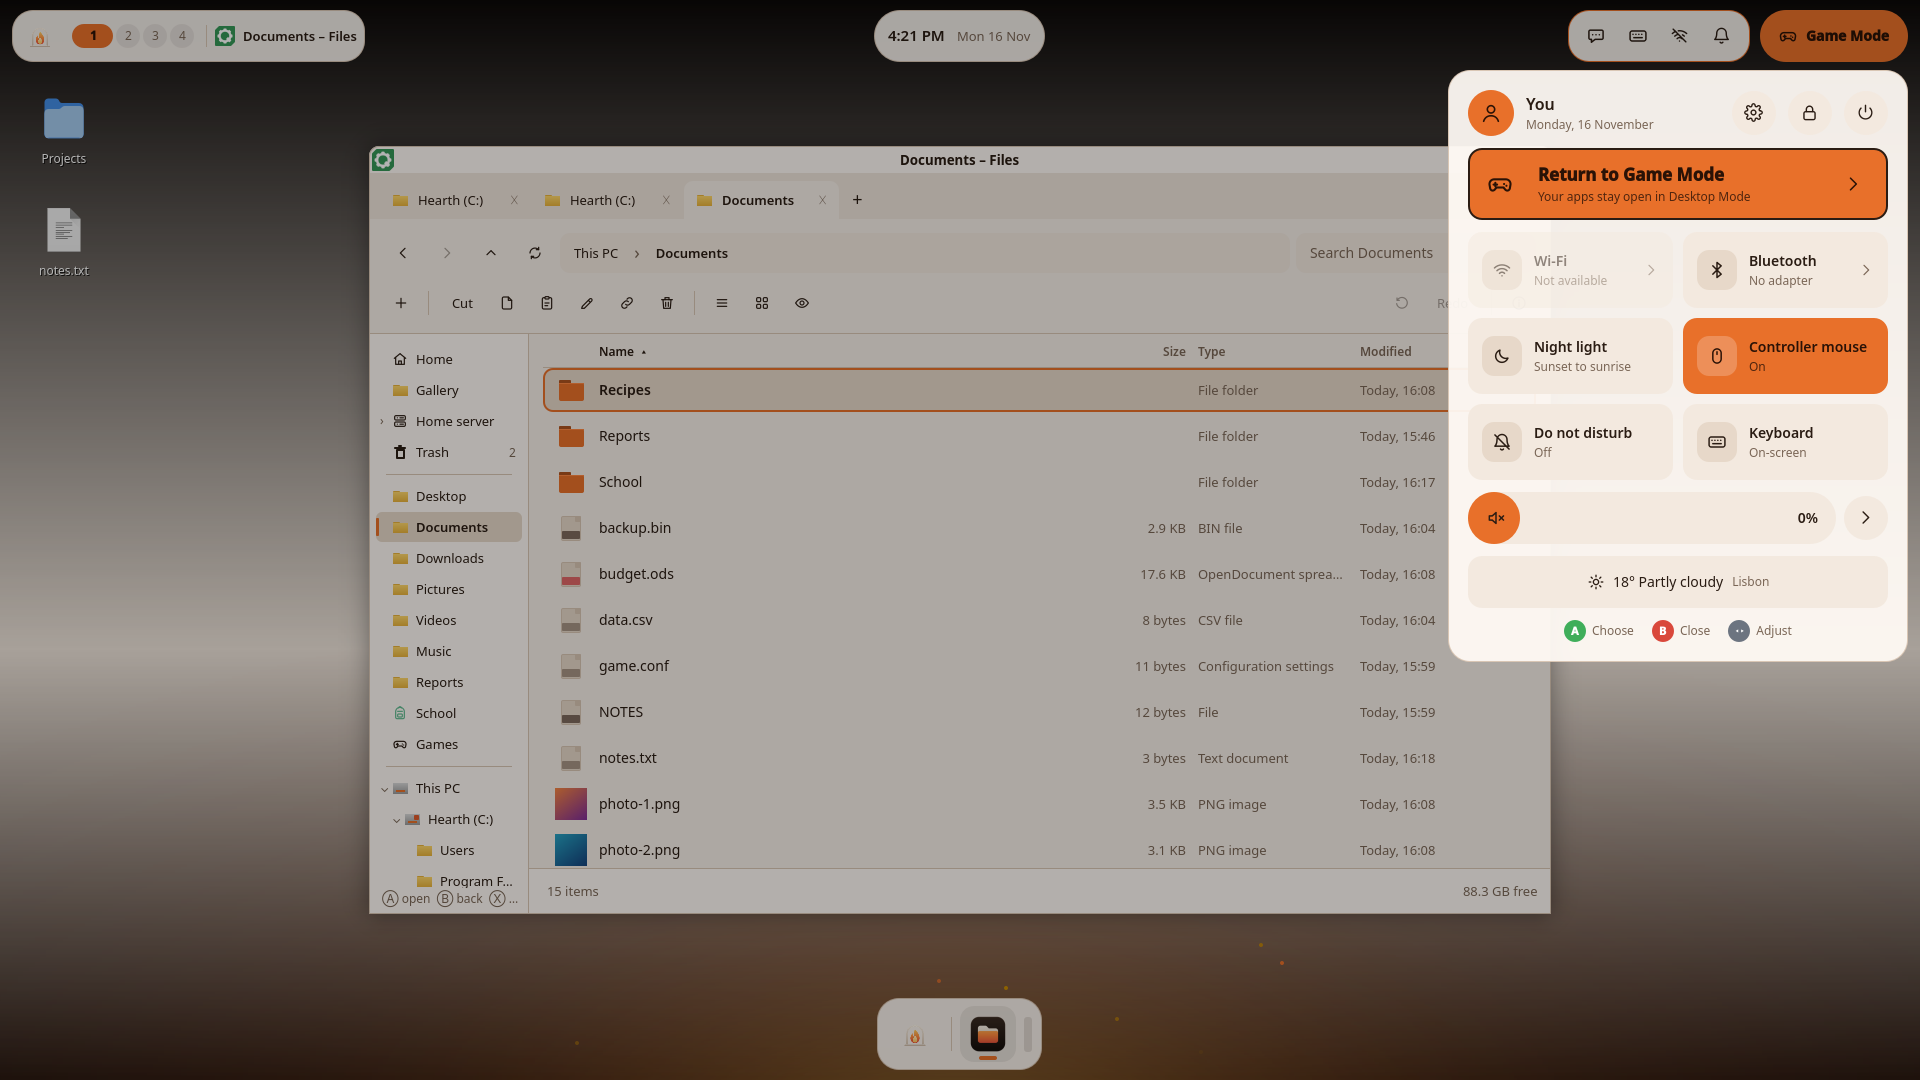 1 2 3 4 Documents – Files
4:21 PM Mon 16 Nov
Game Mode
Projects
notes.txt
Documents – Files
Hearth (C:) X Hearth (C:) X Documents X +
This PC › Documents
Search Documents
Cut
Home
Gallery
Home server
Trash 2
Desktop
Documents
Downloads
Pictures
Videos
Music
Reports
School
Games
This PC
Hearth (C:)
Users
Program F...
A open B back X ...
Name Size Type Modified
Recipes File folder Today, 16:08
Reports File folder Today, 15:46
School File folder Today, 16:17
backup.bin 2.9 KB BIN file Today, 16:04
budget.ods 17.6 KB OpenDocument sprea... Today, 16:08
data.csv 8 bytes CSV file Today, 16:04
game.conf 11 bytes Configuration settings Today, 15:59
NOTES 12 bytes File Today, 15:59
notes.txt 3 bytes Text document Today, 16:18
photo-1.png 3.5 KB PNG image Today, 16:08
photo-2.png 3.1 KB PNG image Today, 16:08
15 items 88.3 GB free
You
Monday, 16 November
Return to Game Mode
Your apps stay open in Desktop Mode
Wi-Fi
Not available
Bluetooth
No adapter
Night light
Sunset to sunrise
Controller mouse
On
Do not disturb
Off
Keyboard
On-screen
0%
18° Partly cloudy Lisbon
A Choose B Close Adjust